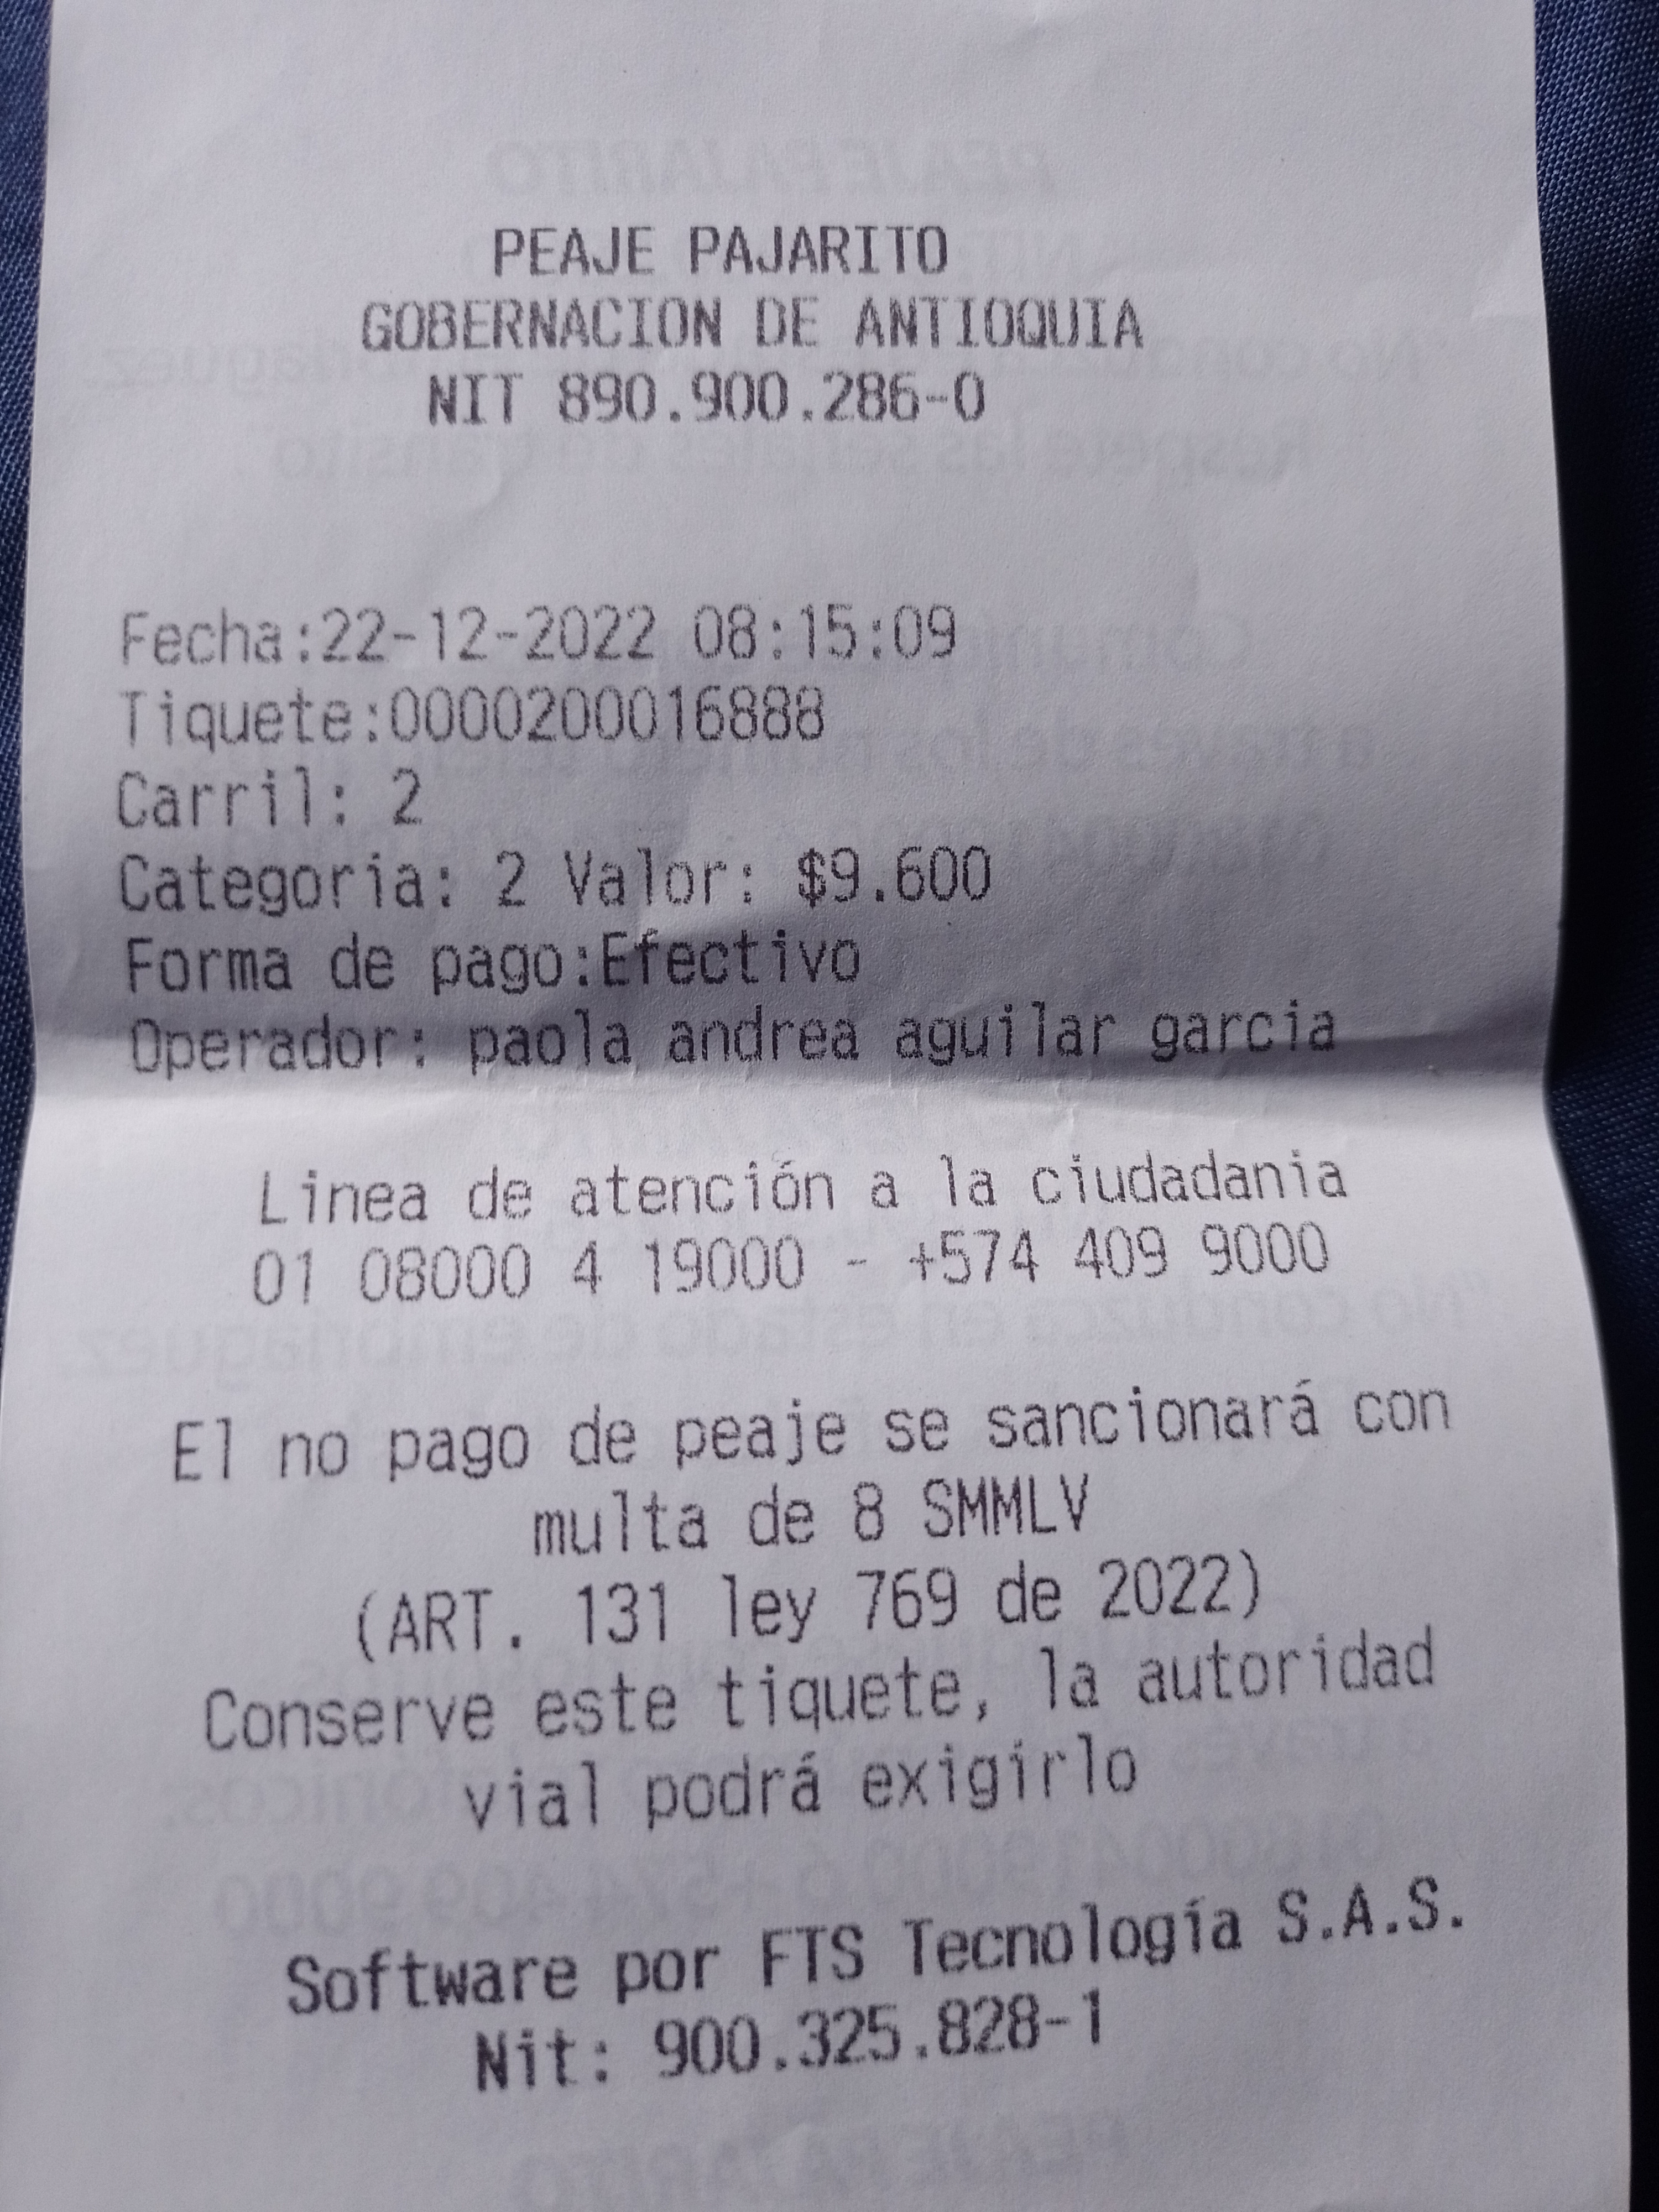 PEAJE PAJARITO
GOBERNACION DE ANTIOQUIA
NIT 890.900.286-0
Fecha:22-12-2022 08:15:09
Tiquete:0000200016888
Carril: 2
Categoria: 2 Valor: $9.600
Forma de pago:Efectivo
Operador: paola andrea aguilar garcia
Linea de atención a la ciudadania
01 08000 4 19000 - +574 409 9000
El no pago de peaje se sancionará con
multa de 8 SMMLV
(ART. 131 ley 769 de 2022)
Conserve este tiquete, la autoridad
vial podrá exigirlo
Software por FTS Tecnología S.A.S.
Nit: 900.325.828-1